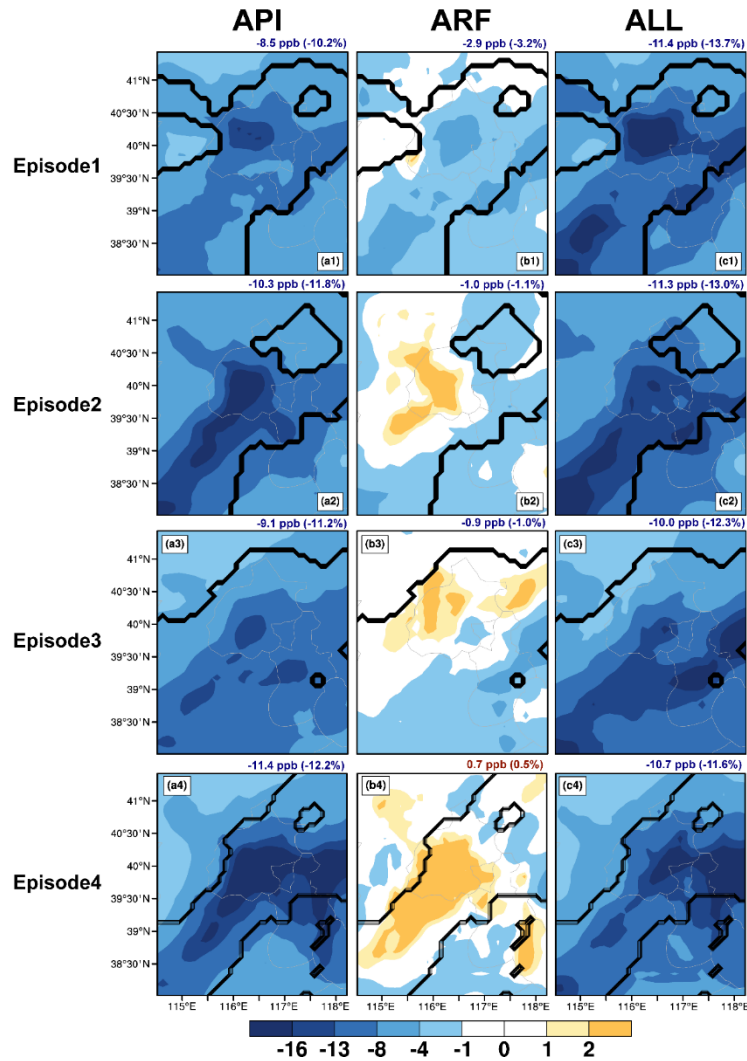 API ARF ALL
-8.5 ppb (-10.2%) -2.9 ppb (-3.2%) -11.4 ppb (-13.7%)
41°N
40°30'N
40°N
Episode1
39°30'N
39°N
38°30'N
(a1) (b1) (c1)
-10.3 ppb (-11.8%) -1.0 ppb (-1.1%) -11.3 ppb (-13.0%)
41°N
40°30'N
40°N
Episode2
39°30'N
39°N
38°30'N
(a2) (b2) (c2)
-9.1 ppb (-11.2%) -0.9 ppb (-1.0%) -10.0 ppb (-12.3%)
(a3) (b3) (c3)
41°N
40°30'N
40°N
Episode3
39°30'N
39°N
38°30'N
-11.4 ppb (-12.2%) 0.7 ppb (0.5%) -10.7 ppb (-11.6%)
(a4) (b4) (c4)
41°N
40°30'N
40°N
Episode4
39°30'N
39°N
38°30'N
115°E 116°E 117°E 118°E 115°E 116°E 117°E 118°E 115°E 116°E 117°E 118°E
-16 -13 -8 -4 -1 0 1 2